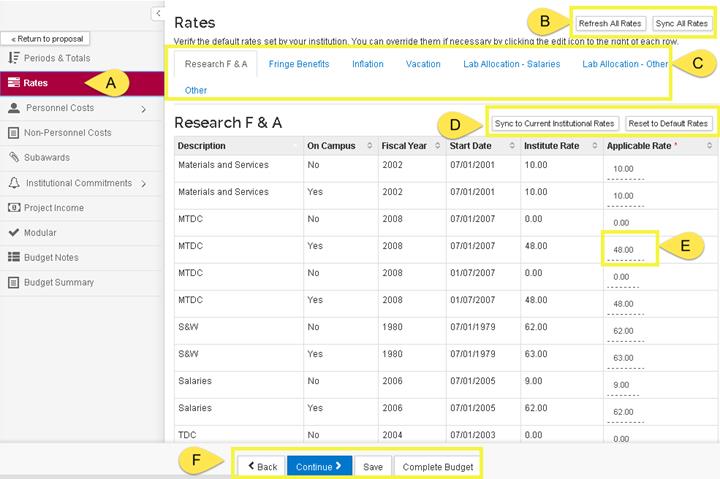 « Return to proposal
Periods & Totals
A
Rates
Personnel Costs
Non-Personnel Costs
Subawards
Institutional Commitments
Project Income
Modular
Budget Notes
Budget Summary
Rates
B
Refresh All Rates Sync All Rates
Verify the default rates set by your institution. You can override them if necessary by clicking the edit icon to the right of each row.
Research F & A Fringe Benefits Inflation Vacation Lab Allocation - Salaries Lab Allocation - Other
C
Other
Research F & A
D
Sync to Current Institutional Rates Reset to Default Rates
Description On Campus Fiscal Year Start Date Institute Rate Applicable Rate *
Materials and Services No 2002 07/01/2001 10.00 10.00
Materials and Services Yes 2002 07/01/2001 10.00 10.00
MTDC No 2008 07/01/2007 0.00 0.00
MTDC Yes 2008 07/01/2007 48.00 48.00
E
MTDC No 2008 01/07/2007 0.00 0.00
MTDC Yes 2008 01/07/2007 48.00 48.00
S&W No 1980 07/01/1979 62.00 62.00
S&W Yes 1980 07/01/1979 63.00 63.00
Salaries No 2006 07/01/2005 9.00 9.00
Salaries Yes 2006 07/01/2005 62.00 62.00
TDC No 2004 07/01/2003 0.00 0.00
F
Back Continue Save Complete Budget